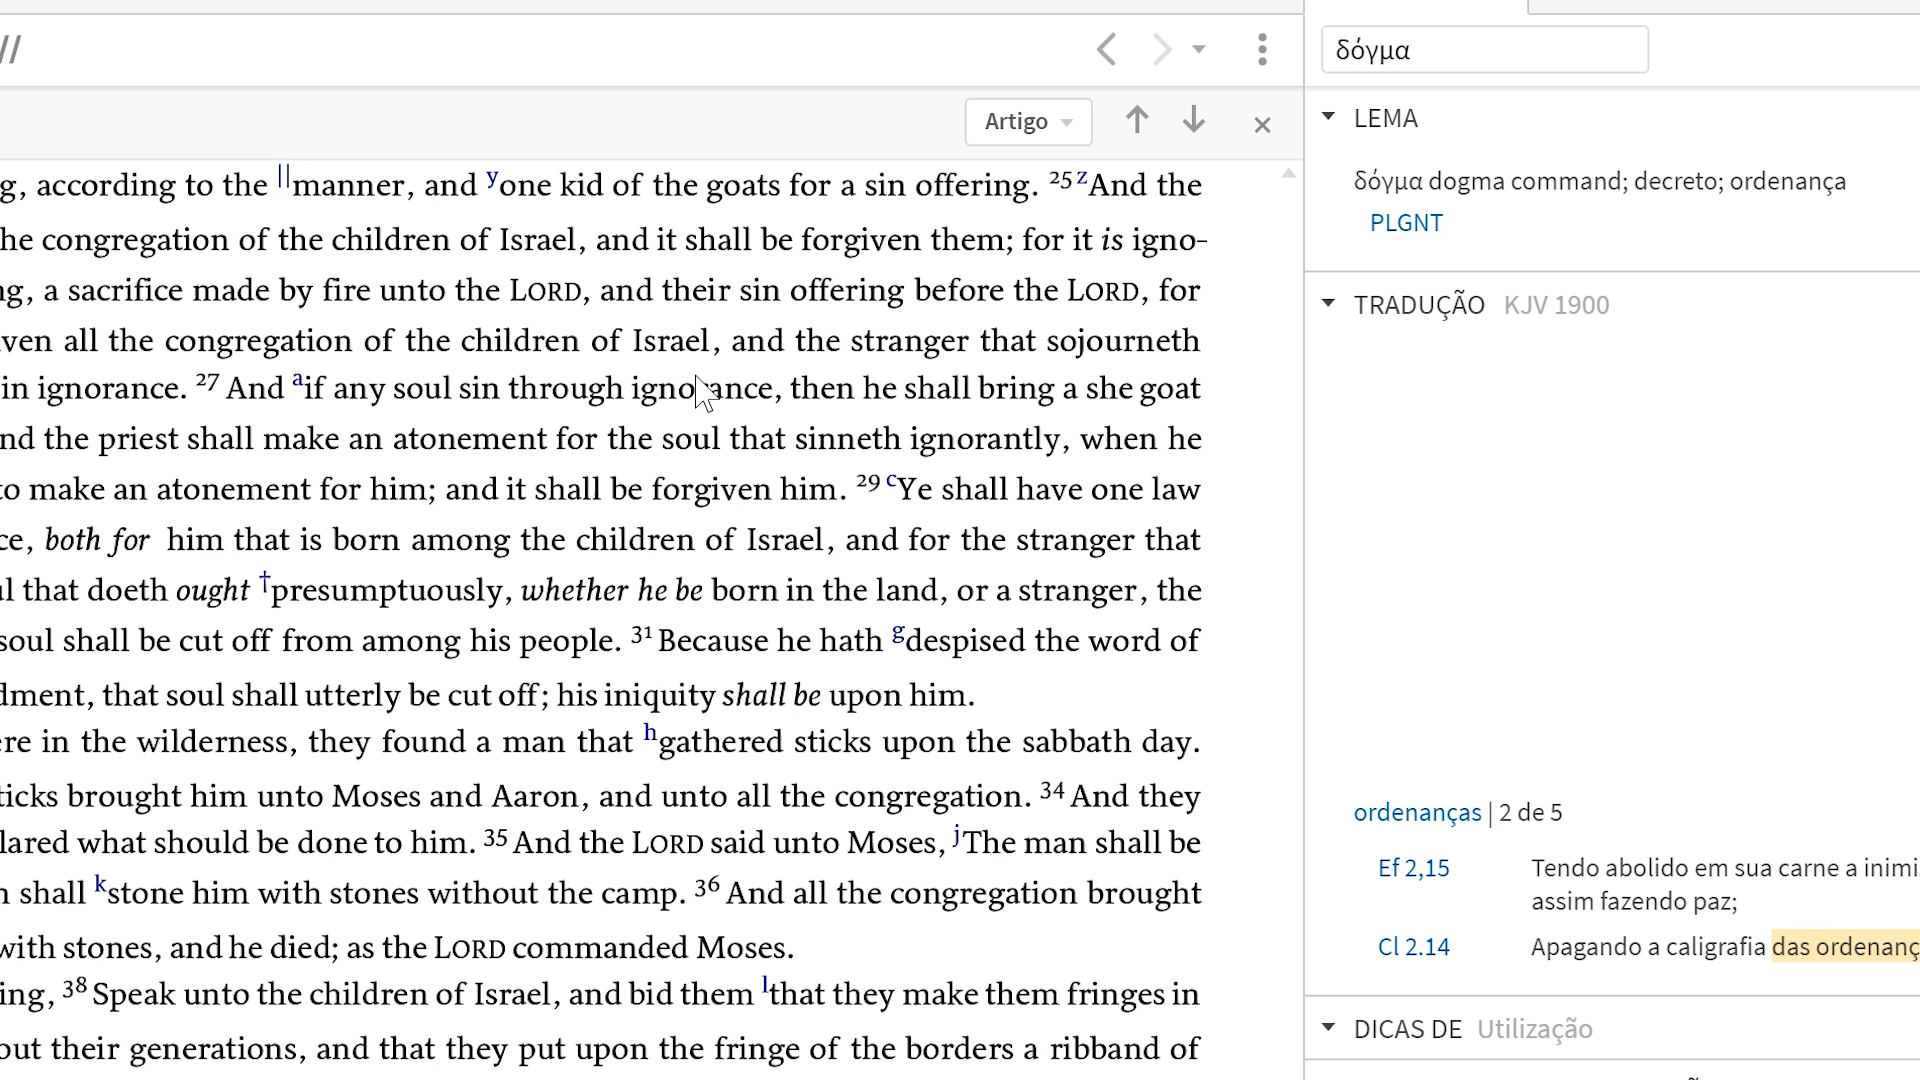 //
Artigo
g, according to the ||manner, and yone kid of the goats for a sin offering. 25 zAnd the
he congregation of the children of Israel, and it shall be forgiven them; for it is igno-
ng, a sacrifice made by fire unto the LORD, and their sin offering before the LORD, for
ven all the congregation of the children of Israel, and the stranger that sojourneth
in ignorance. 27 And aif any soul sin through ignorance, then he shall bring a she goat
nd the priest shall make an atonement for the soul that sinneth ignorantly, when he
to make an atonement for him; and it shall be forgiven him. 29 cYe shall have one law
ce, both for him that is born among the children of Israel, and for the stranger that
ul that doeth ought †presumptuously, whether he be born in the land, or a stranger, the
soul shall be cut off from among his people. 31 Because he hath gdespised the word of
dment, that soul shall utterly be cut off; his iniquity shall be upon him.
ere in the wilderness, they found a man that hgathered sticks upon the sabbath day.
ticks brought him unto Moses and Aaron, and unto all the congregation. 34 And they
lared what should be done to him. 35 And the LORD said unto Moses, jThe man shall be
n shall kstone him with stones without the camp. 36 And all the congregation brought
with stones, and he died; as the LORD commanded Moses.
ing, 38 Speak unto the children of Israel, and bid them lthat they make them fringes in
out their generations, and that they put upon the fringe of the borders a ribband of
δόγμα
LEMA
δόγμα dogma command; decreto; ordenança
PLGNT
TRADUÇÃO KJV 1900
ordenanças | 2 de 5
Ef 2,15 Tendo abolido em sua carne a inimi
assim fazendo paz;
Cl 2.14 Apagando a caligrafia das ordenanç
DICAS DE Utilização